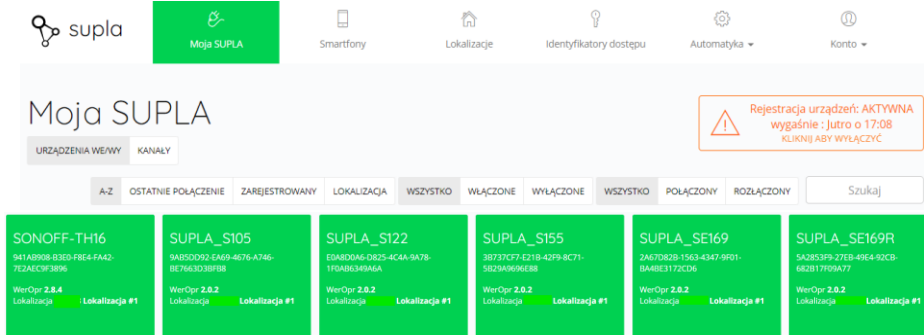 supla
Moja SUPLA
Smartfony
Lokalizacje
Identyfikatory dostępu
Automatyka
Konto
Moja SUPLA
Rejestracja urządzeń: AKTYWNA
wygaśnie : Jutro o 17:08
KLIKNIJ ABY WYŁĄCZYĆ
URZĄDZENIA WE/WY KANAŁY
A-Z OSTATNIE POŁĄCZENIE ZAREJESTROWANY LOKALIZACJA WSZYSTKO WŁĄCZONE WYŁĄCZONE WSZYSTKO POŁĄCZONY ROZŁĄCZONY Szukaj
SONOFF-TH16
941AB908-B3E0-F8E4-FA42-
7E2AEC9F3896
WerOpr 2.8.4
Lokalizacja Lokalizacja #1
SUPLA_S105
9AB5DD92-EA69-4676-A746-
BE7663D3BFB8
WerOpr 2.0.2
Lokalizacja Lokalizacja #1
SUPLA_S122
E0A8D0A6-D825-4C4A-9A78-
1F0AB6349A6A
WerOpr 2.0.2
Lokalizacja Lokalizacja #1
SUPLA_S155
3B737CF7-E21B-42F9-8C71-
5B29A9696E88
WerOpr 2.0.2
Lokalizacja Lokalizacja #1
SUPLA_SE169
2A67D82B-1563-4347-9F01-
BA4BE3172CD6
WerOpr 2.0.2
Lokalizacja Lokalizacja #1
SUPLA_SE169R
5A2853F9-27EB-49E4-92CB-
682B17F09A77
WerOpr 2.0.2
Lokalizacja Lokalizacja #1